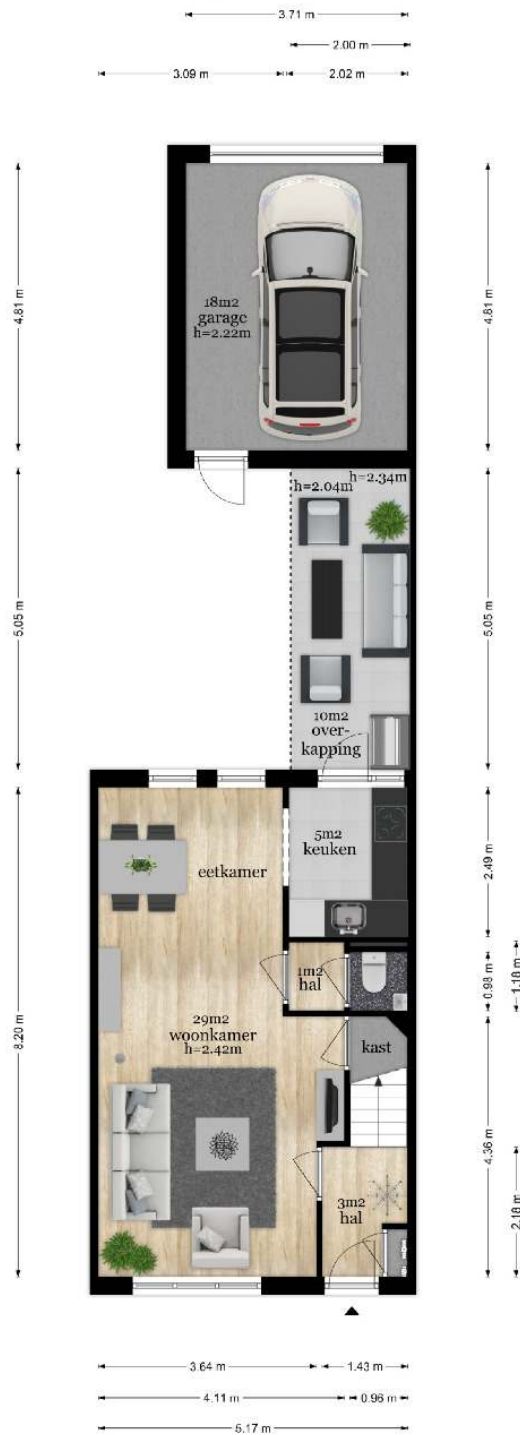 3.71 m
2.00 m
3.09 m
2.02 m
4.81 m
4.81 m
18m2
garage
h=2.22m
h=2.04m
h=2.34m
5.05 m
5.05 m
10m2
over-
kapping
5m2
keuken
eetkamer
2.49 m
1m2
hal
0.98 m
1.18 m
8.20 m
29m2
woonkamer
h=2.42m
kast
4.36 m
3m2
hal
2.18 m
3.64 m
1.43 m
4.11 m
0.96 m
5.17 m